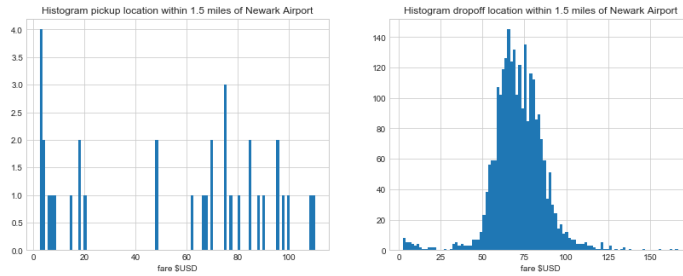 Histogram pickup location within 1.5 miles of Newark Airport
4.0
3.5
3.0
2.5
2.0
1.5
1.0
0.5
0.0
0 20 40 60 80 100
fare $USD
Histogram dropoff location within 1.5 miles of Newark Airport
140
120
100
80
60
40
20
0
0 25 50 75 100 125 150
fare $USD